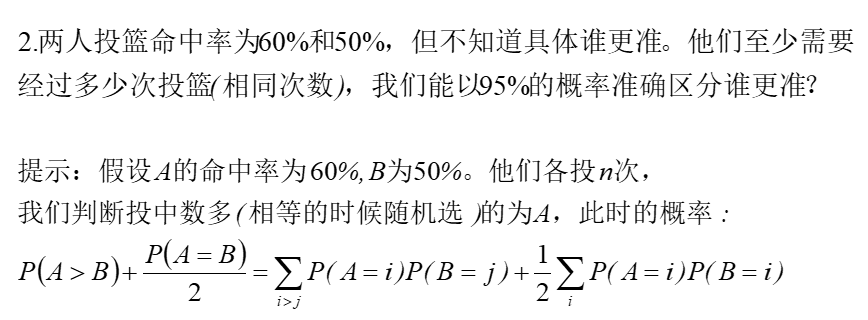 2.两人投篮命中率为60%和50%，但不知道具体谁更准。他们至少需要
经过多少次投篮(相同次数)，我们能以95%的概率准确区分谁更准？
提示：假设A的命中率为60%,B为50%。他们各投n次，
我们判断投中数多(相等的时候随机选)的为A，此时的概率:
P(A>B)+\frac{P(A=B)}{2}=\sum_{i>j}P(A=i)P(B=j)+\frac{1}{2}\sum_{i}P(A=i)P(B=i)